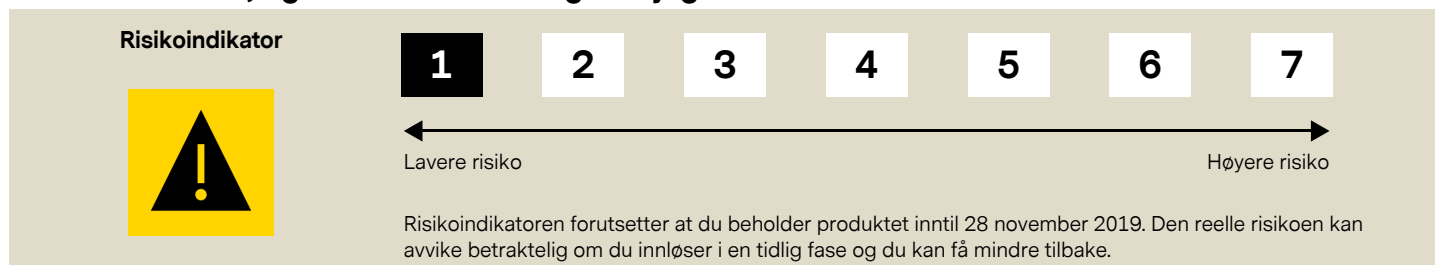 Risikoindikator
1 2 3 4 5 6 7
Lavere risiko Høyere risiko
Risikoindikatoren forutsetter at du beholder produktet inntil 28 november 2019. Den reelle risikoen kan
avvike betraktelig om du innløser i en tidlig fase og du kan få mindre tilbake.